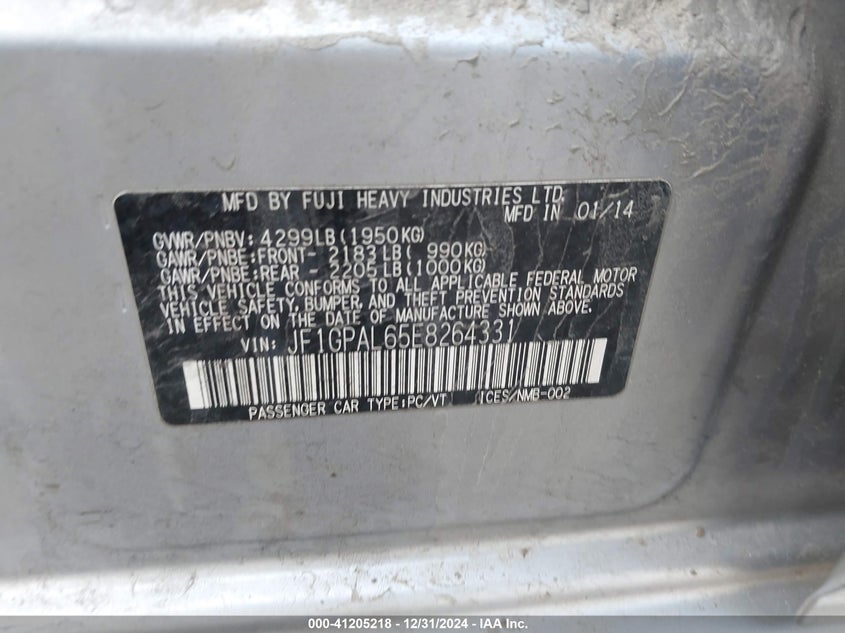 MFD BY FUJI HEAVY INDUSTRIES LTD.
MFD IN 01/14
GVWR/PNBV: 4299LB(1950KG)
GAWR/PNBE:FRONT- 2183LB( 990KG)
GAWR/PNBE:REAR - 2205LB(1000KG)
THIS VEHICLE CONFORMS TO ALL APPLICABLE FEDERAL MOTOR
VEHICLE SAFETY, BUMPER, AND THEFT PREVENTION STANDARDS
IN EFFECT ON THE DATE OF MANUFACTURE SHOWN ABOVE.
VIN: JF1GPAL65E8264331
PASSENGER CAR TYPE:PC/VT ICES/NMB-002
000-41205218 - 12/31/2024 - IAA Inc.